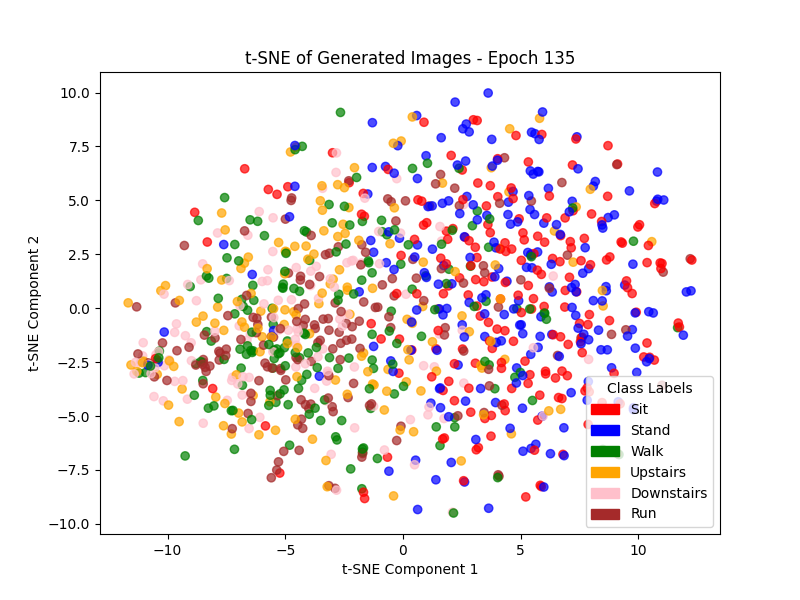 t-SNE of Generated Images - Epoch 135
t-SNE Component 2
10.0
7.5
5.0
2.5
0.0
−2.5
−5.0
−7.5
−10.0
Class Labels
Sit
Stand
Walk
Upstairs
Downstairs
Run
−10
−5
0
5
10
t-SNE Component 1